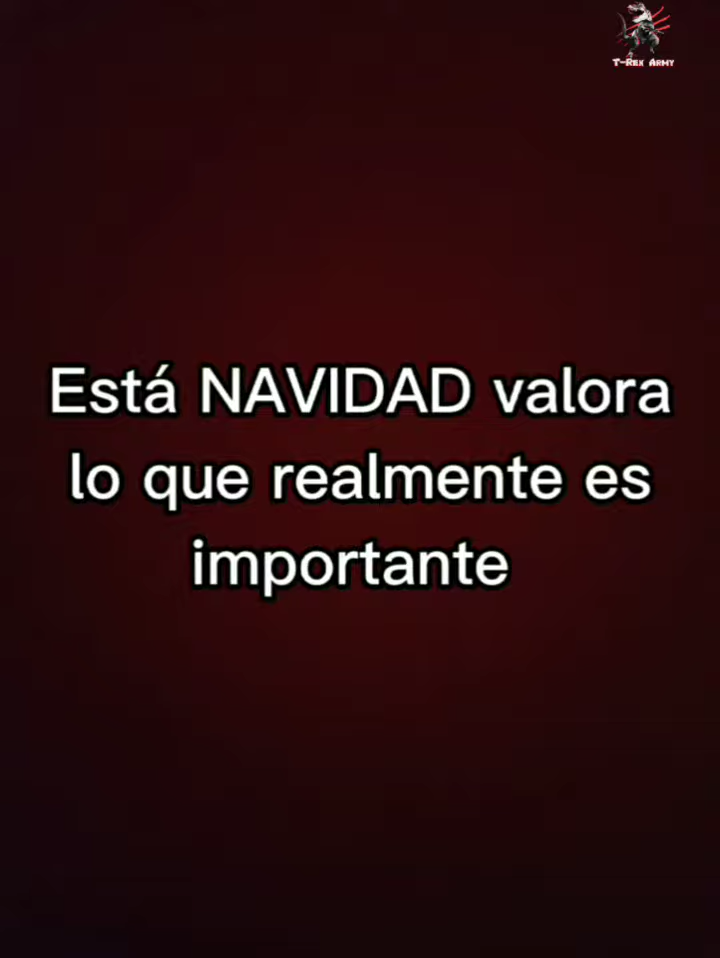 T-Rex Army
Está NAVIDAD valora
lo que realmente es
importante